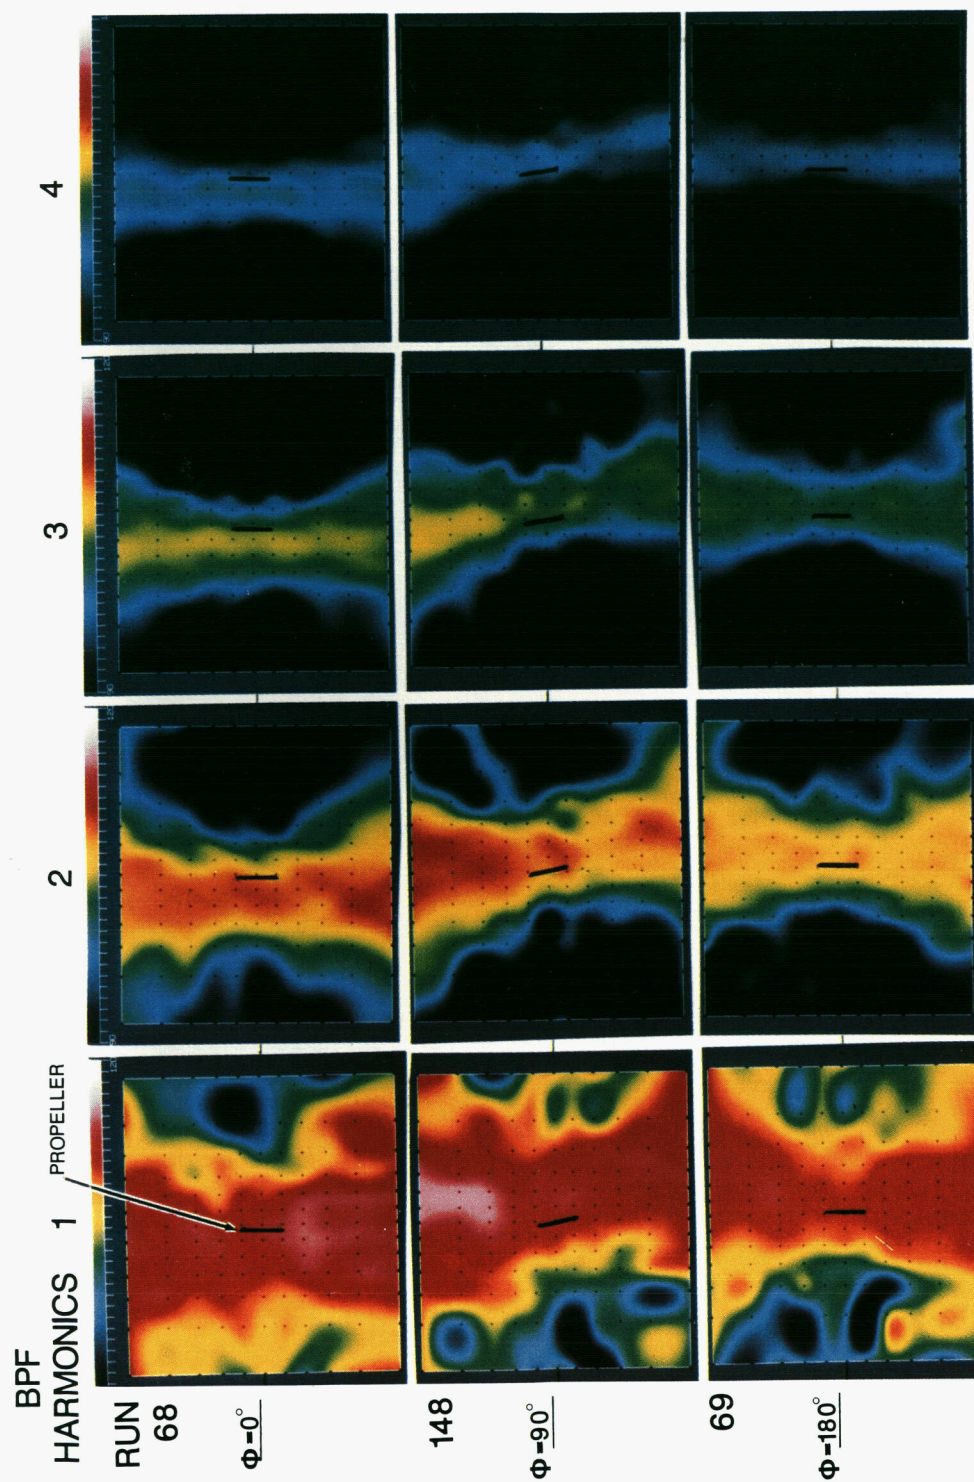 BPF
HARMONICS 1 2 3 4
PROPELLER
RUN
68
Φ=0°
148
Φ=90°
69
Φ=180°